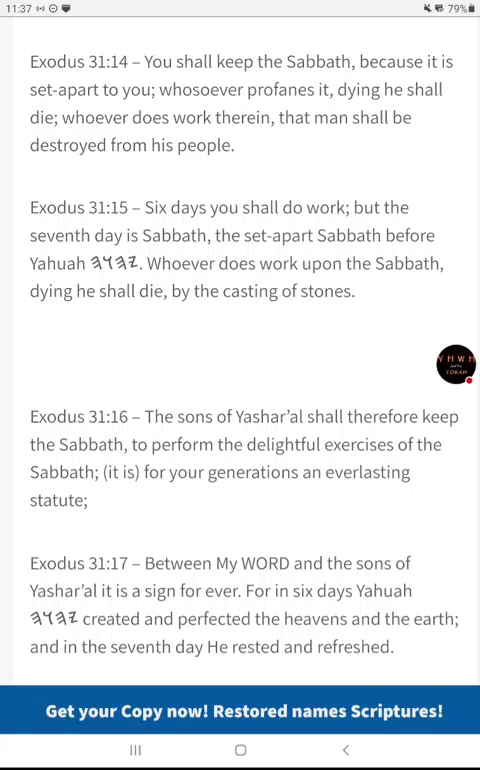 11:37
79%
Exodus 31:14 – You shall keep the Sabbath, because it is
set-apart to you; whosoever profanes it, dying he shall
die; whoever does work therein, that man shall be
destroyed from his people.
Exodus 31:15 – Six days you shall do work; but the
seventh day is Sabbath, the set-apart Sabbath before
Yahuah 𐤄𐤅𐤄𐤉. Whoever does work upon the Sabbath,
dying he shall die, by the casting of stones.
Y H W H
TORAH
Exodus 31:16 – The sons of Yashar’al shall therefore keep
the Sabbath, to perform the delightful exercises of the
Sabbath; (it is) for your generations an everlasting
statute;
Exodus 31:17 – Between My WORD and the sons of
Yashar’al it is a sign for ever. For in six days Yahuah
𐤄𐤅𐤄𐤉 created and perfected the heavens and the earth;
and in the seventh day He rested and refreshed.
Get your Copy now! Restored names Scriptures!